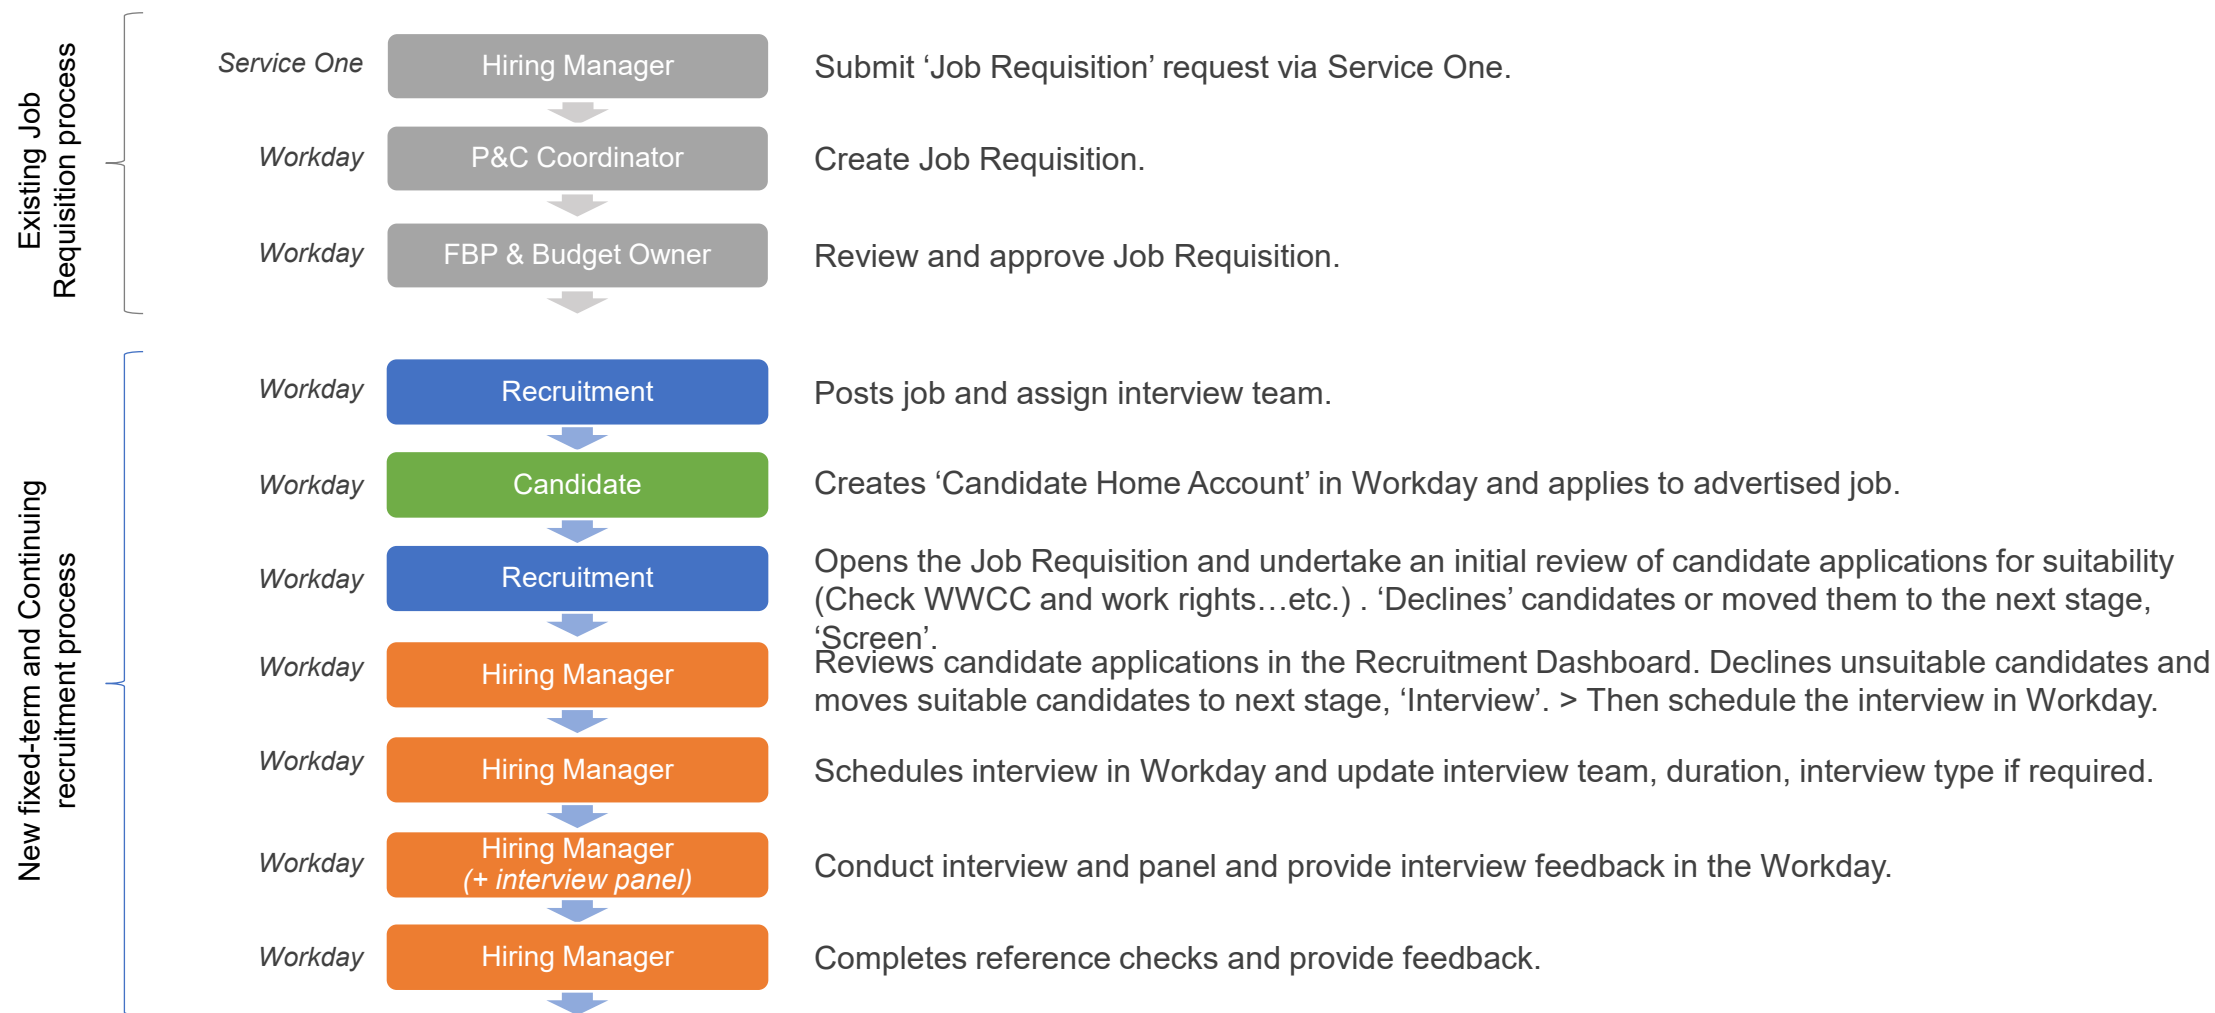 Existing Job
Requisition process
Service One
Hiring Manager
Submit ‘Job Requisition’ request via Service One.
Workday
P&C Coordinator
Create Job Requisition.
Workday
FBP & Budget Owner
Review and approve Job Requisition.
New fixed-term and Continuing
recruitment process
Workday
Recruitment
Posts job and assign interview team.
Workday
Candidate
Creates ‘Candidate Home Account’ in Workday and applies to advertised job.
Workday
Recruitment
Opens the Job Requisition and undertake an initial review of candidate applications for suitability
(Check WWCC and work rights…etc.) . ‘Declines’ candidates or moved them to the next stage,
‘Screen’.
Workday
Hiring Manager
Reviews candidate applications in the Recruitment Dashboard. Declines unsuitable candidates and
moves suitable candidates to next stage, ‘Interview’. > Then schedule the interview in Workday.
Workday
Hiring Manager
Schedules interview in Workday and update interview team, duration, interview type if required.
Workday
Hiring Manager
(+ interview panel)
Conduct interview and panel and provide interview feedback in the Workday.
Workday
Hiring Manager
Completes reference checks and provide feedback.